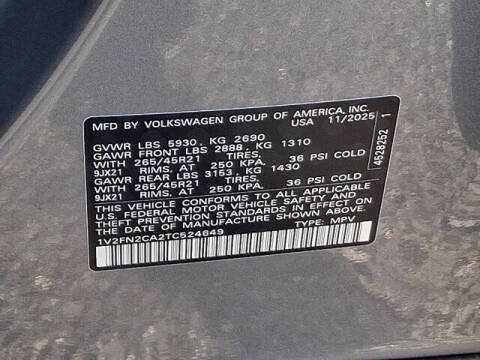 MFD BY VOLKSWAGEN GROUP OF AMERICA, INC.
USA 11/2025
GVWR LBS 5930, KG 2690
GAWR FRONT LBS 2888, KG 1310
WITH 265/45R21 TIRES,
9JX21 RIMS, AT 250 KPA, 36 PSI COLD
GAWR REAR LBS 3153, KG 1430
WITH 265/45R21 TIRES,
9JX21 RIMS, AT 250 KPA, 36 PSI COLD
THIS VEHICLE CONFORMS TO ALL APPLICABLE
U.S. FEDERAL MOTOR VEHICLE SAFETY AND
THEFT PREVENTION STANDARDS IN EFFECT ON
THE DATE OF MANUFACTURE SHOWN ABOVE.
1V2FN2CA2TC524649 TYPE: MPV
4528252 1